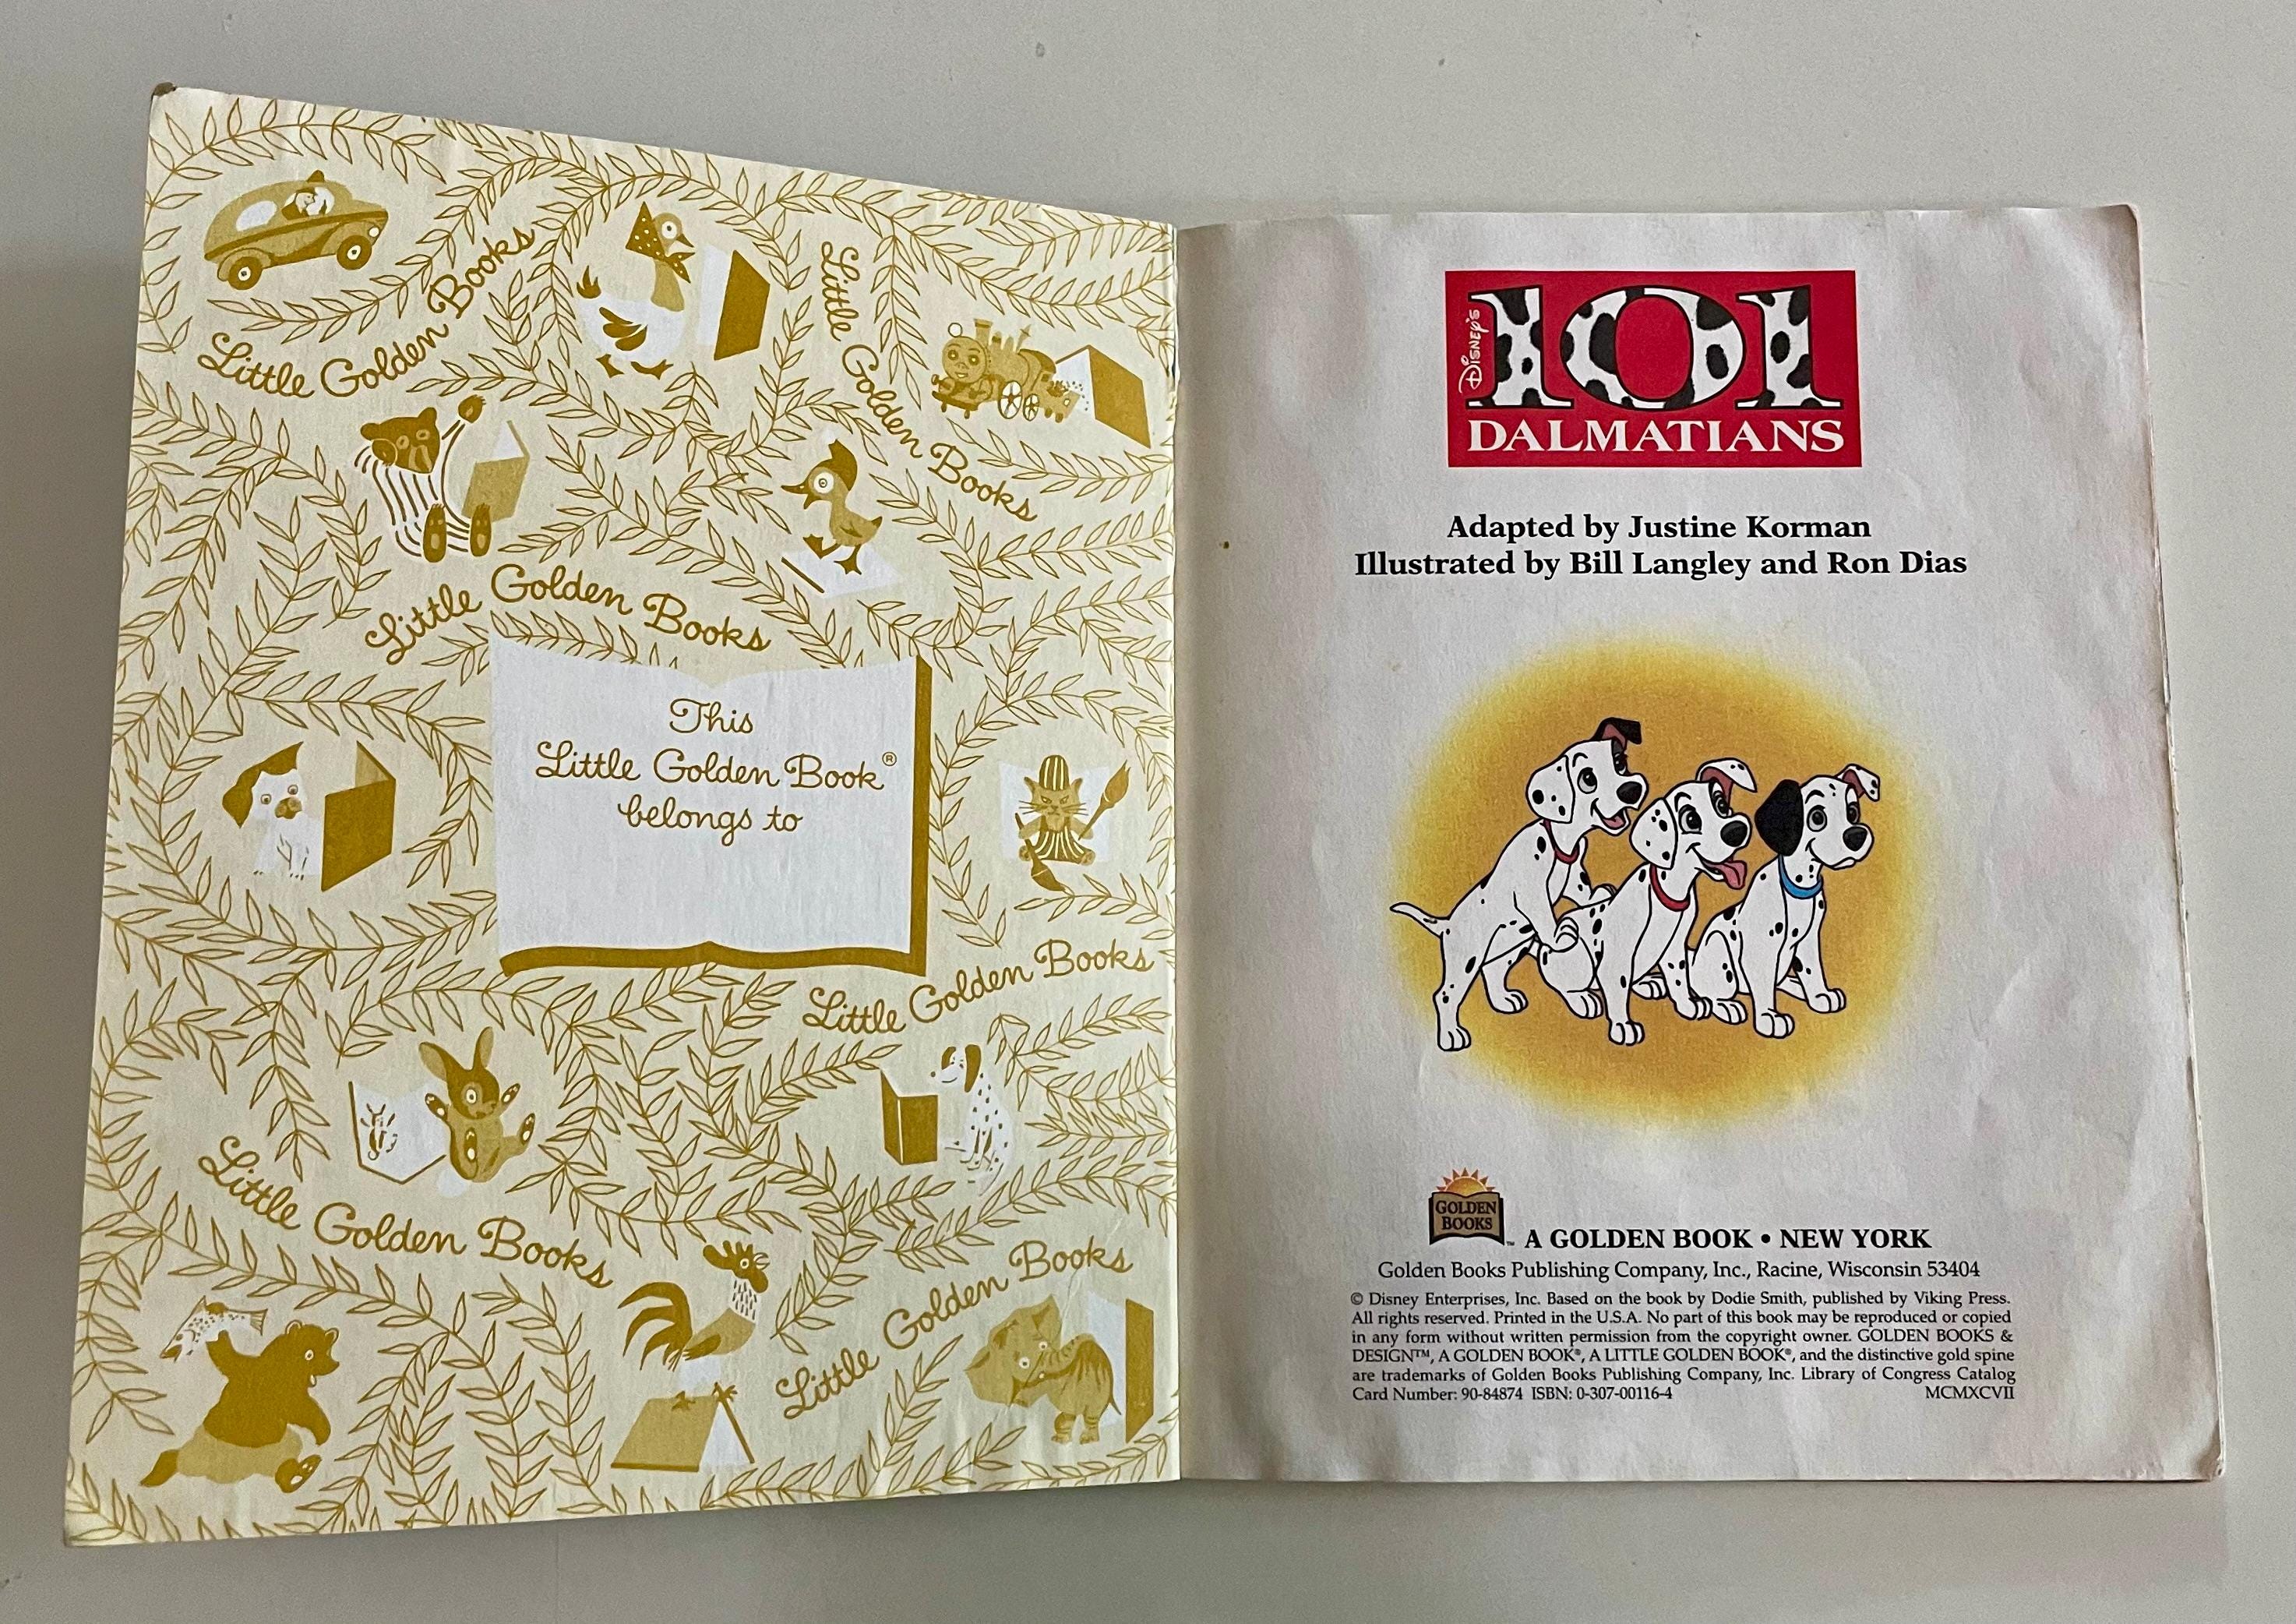 Little Golden Books
Little Golden Books
Little Golden Books
This
Little Golden Book®
belongs to
Little Golden Books
Little Golden Books
Little Golden Books
DISNEY'S
101
DALMATIANS
Adapted by Justine Korman
Illustrated by Bill Langley and Ron Dias
GOLDEN
BOOKS™
A GOLDEN BOOK • NEW YORK
Golden Books Publishing Company, Inc., Racine, Wisconsin 53404
© Disney Enterprises, Inc. Based on the book by Dodie Smith, published by Viking Press.
All rights reserved. Printed in the U.S.A. No part of this book may be reproduced or copied
in any form without written permission from the copyright owner. GOLDEN BOOKS &
DESIGN™, A GOLDEN BOOK®, A LITTLE GOLDEN BOOK®, and the distinctive gold spine
are trademarks of Golden Books Publishing Company, Inc. Library of Congress Catalog
Card Number: 90-84874 ISBN: 0-307-00116-4 MCMXCVII